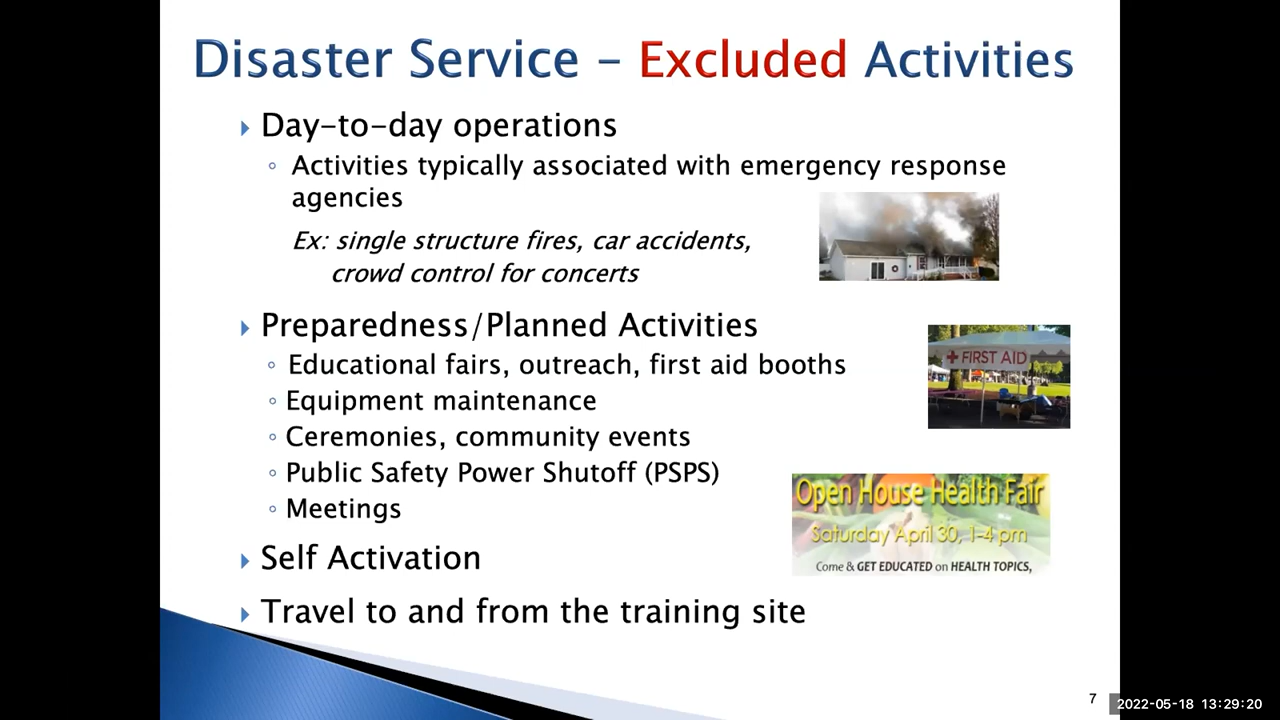 Disaster Service – Excluded Activities
Day-to-day operations
Activities typically associated with emergency response
agencies
Ex: single structure fires, car accidents,
crowd control for concerts
Preparedness/Planned Activities
FIRST AID
Educational fairs, outreach, first aid booths
Equipment maintenance
Ceremonies, community events
Public Safety Power Shutoff (PSPS)
Meetings
Open House Health Fair
Saturday April 30, 1-4 pm
Come & GET EDUCATED on HEALTH TOPICS,
Self Activation
Travel to and from the training site
7
2022-05-18 13:29:20